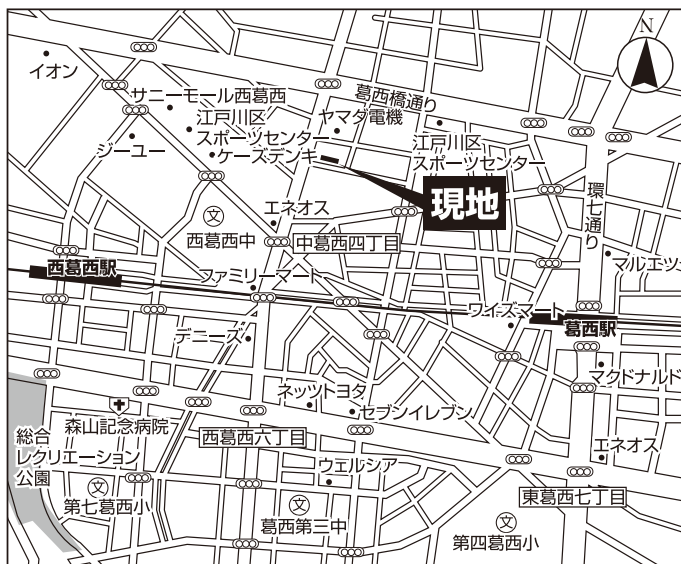 N
イオン
葛西橋通り
サニーモール西葛西
江戸川区
スポーツセンター
ヤマダ電機
江戸川区
スポーツセンター
ジーユー
ケーズデンキ
現地
環七通り
エネオス
西葛西中
文
中葛西四丁目
マルエツ
西葛西駅
ファミリーマート
ワイズマート
葛西駅
デニーズ
マクドナルド
ネッツトヨタ
セブンイレブン
森山記念病院
西葛西六丁目
エネオス
総合
レクリエーション
公園
ウェルシア
文
第七葛西小
文
葛西第三中
東葛西七丁目
文
第四葛西小